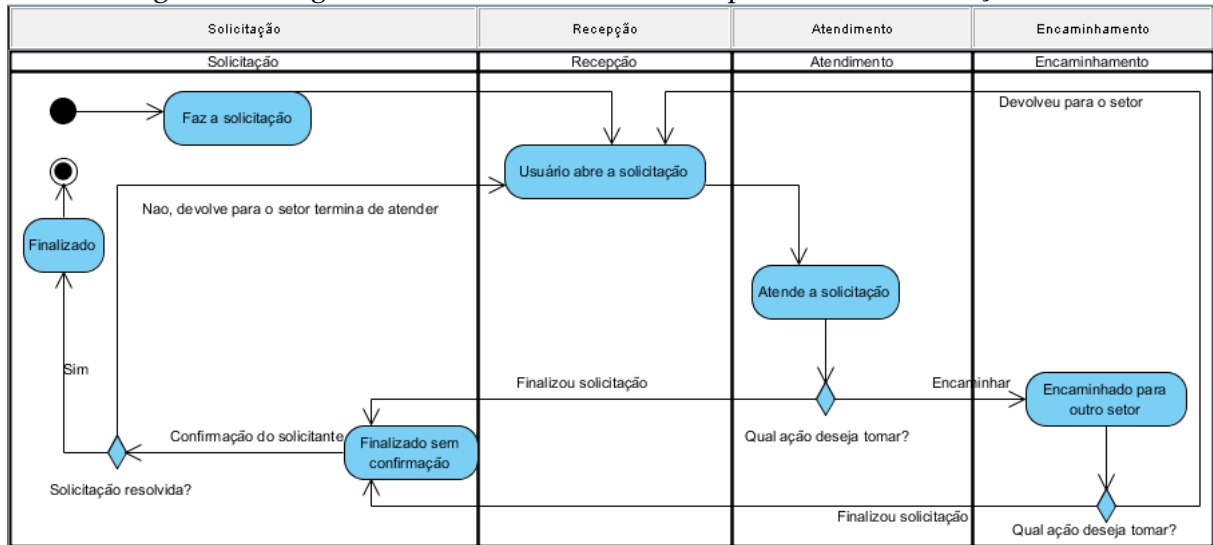 Solicitação
Recepção
Atendimento
Encaminhamento
Solicitação
Recepção
Atendimento
Encaminhamento
Faz a solicitação
Devolveu para o setor
Usuário abre a solicitação
Nao, devolve para o setor termina de atender
Finalizado
Atende a solicitação
Sim
Finalizou solicitação
Encaminhar
Encaminhado para
outro setor
Confirmação do solicitante
Finalizado sem
confirmação
Qual ação deseja tomar?
Solicitação resolvida?
Finalizou solicitação
Qual ação deseja tomar?